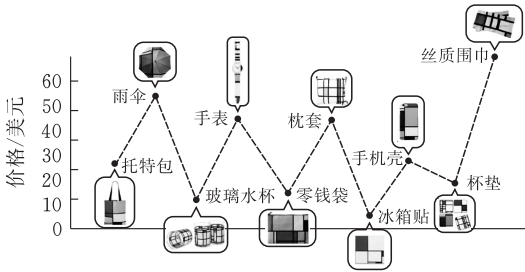 60
50
40
30
20
10
0
价格/美元
托特包
雨伞
玻璃水杯
手表
零钱袋
枕套
冰箱贴
手机壳
杯垫
丝质围巾